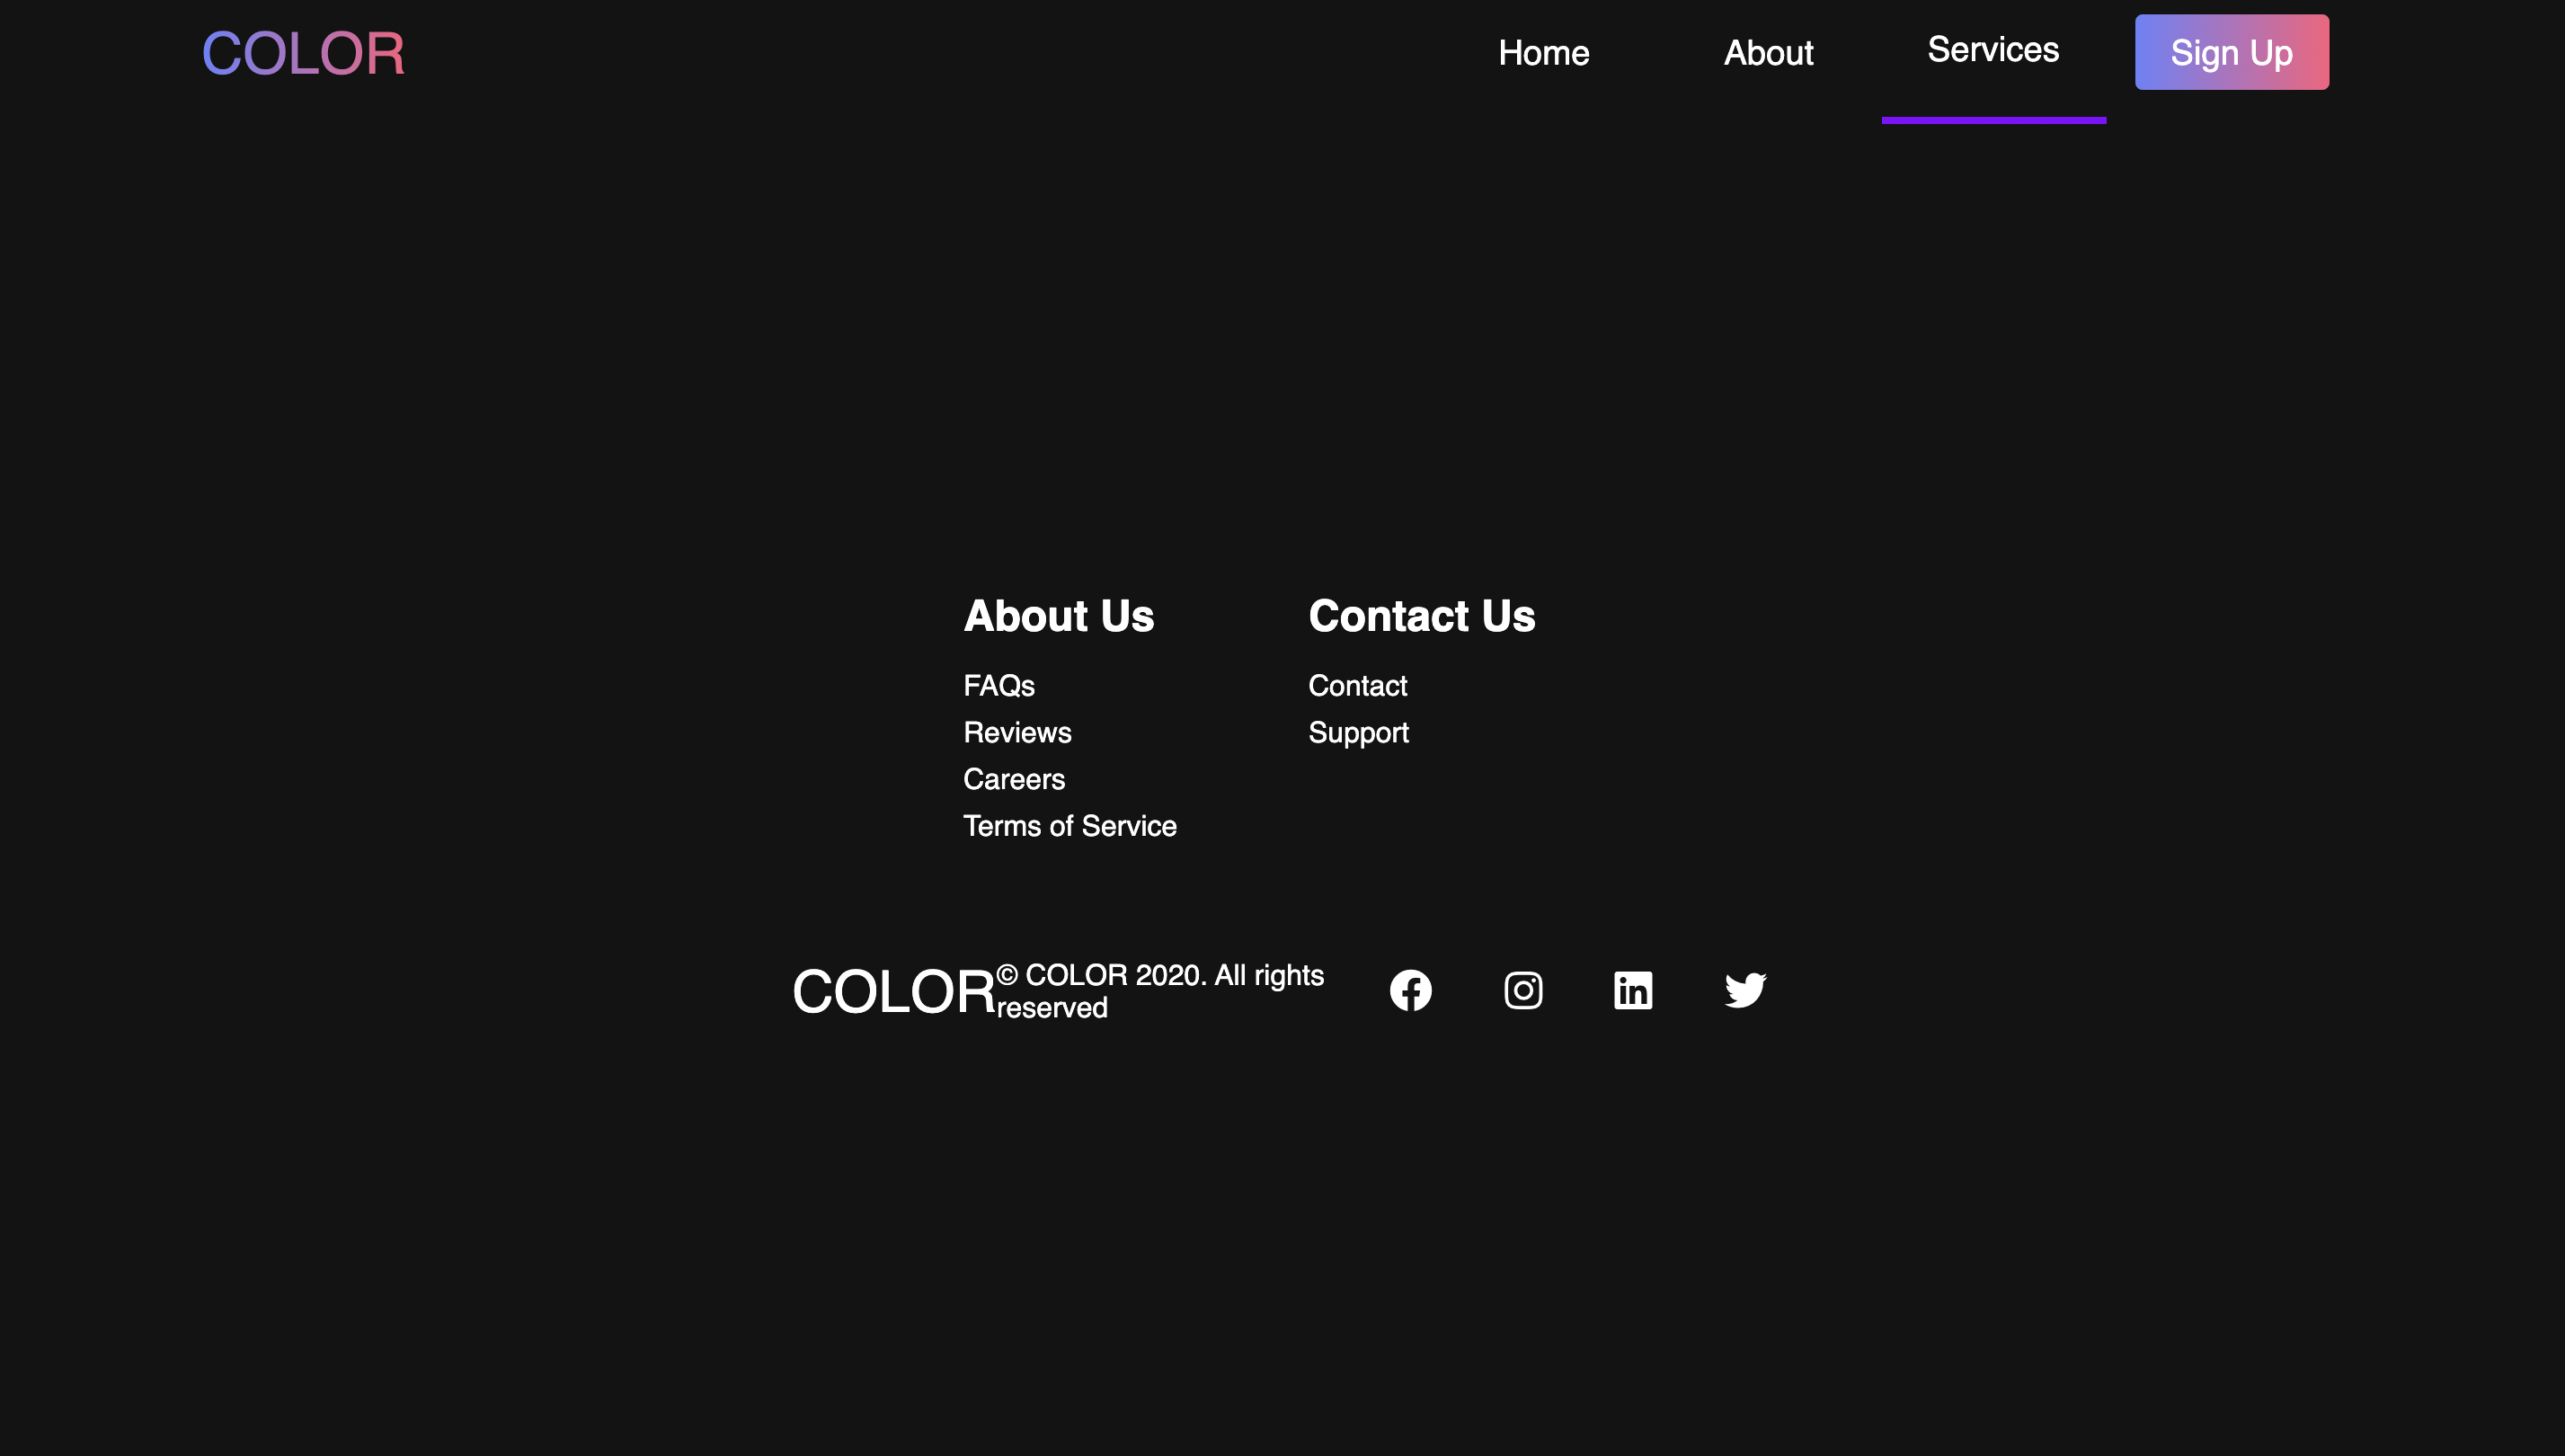 COLOR
Home
About
Services
Sign Up
About Us
FAQs
Reviews
Careers
Terms of Service
Contact Us
Contact
Support
COLOR
© COLOR 2020. All rights
reserved